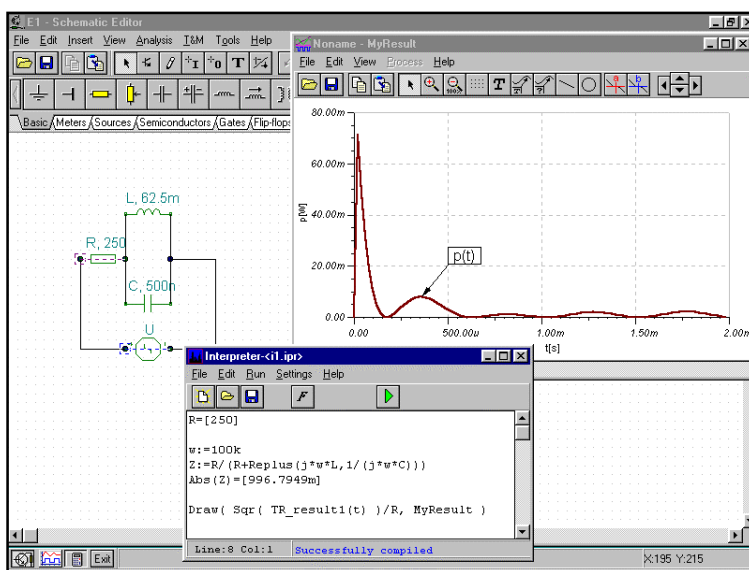 E1 - Schematic Editor
File Edit Insert View Analysis T&M Tools Help
T
Basic Meters Sources Semiconductors Gates Flip-flops
Noname - MyResult
File Edit View Process Help
100%
T
80.00m
60.00m
40.00m
20.00m
0.00
p[W]
p(t)
0.00 500.00u 1.00m 1.50m 2.00m
t[s]
L, 62.5m
R, 250
C, 500n
U
Interpreter-<i1.ipr>
File Edit Run Settings Help
F
R=[250]
w:=100k
Z:=R/(R+Replus(j*w*L,1/(j*w*C)))
Abs(Z)=[996.7949m]
Draw( Sqr( TR_result1(t) )/R, MyResult )
Line:8 Col:1 Successfully compiled
Exit
X:195 Y:215